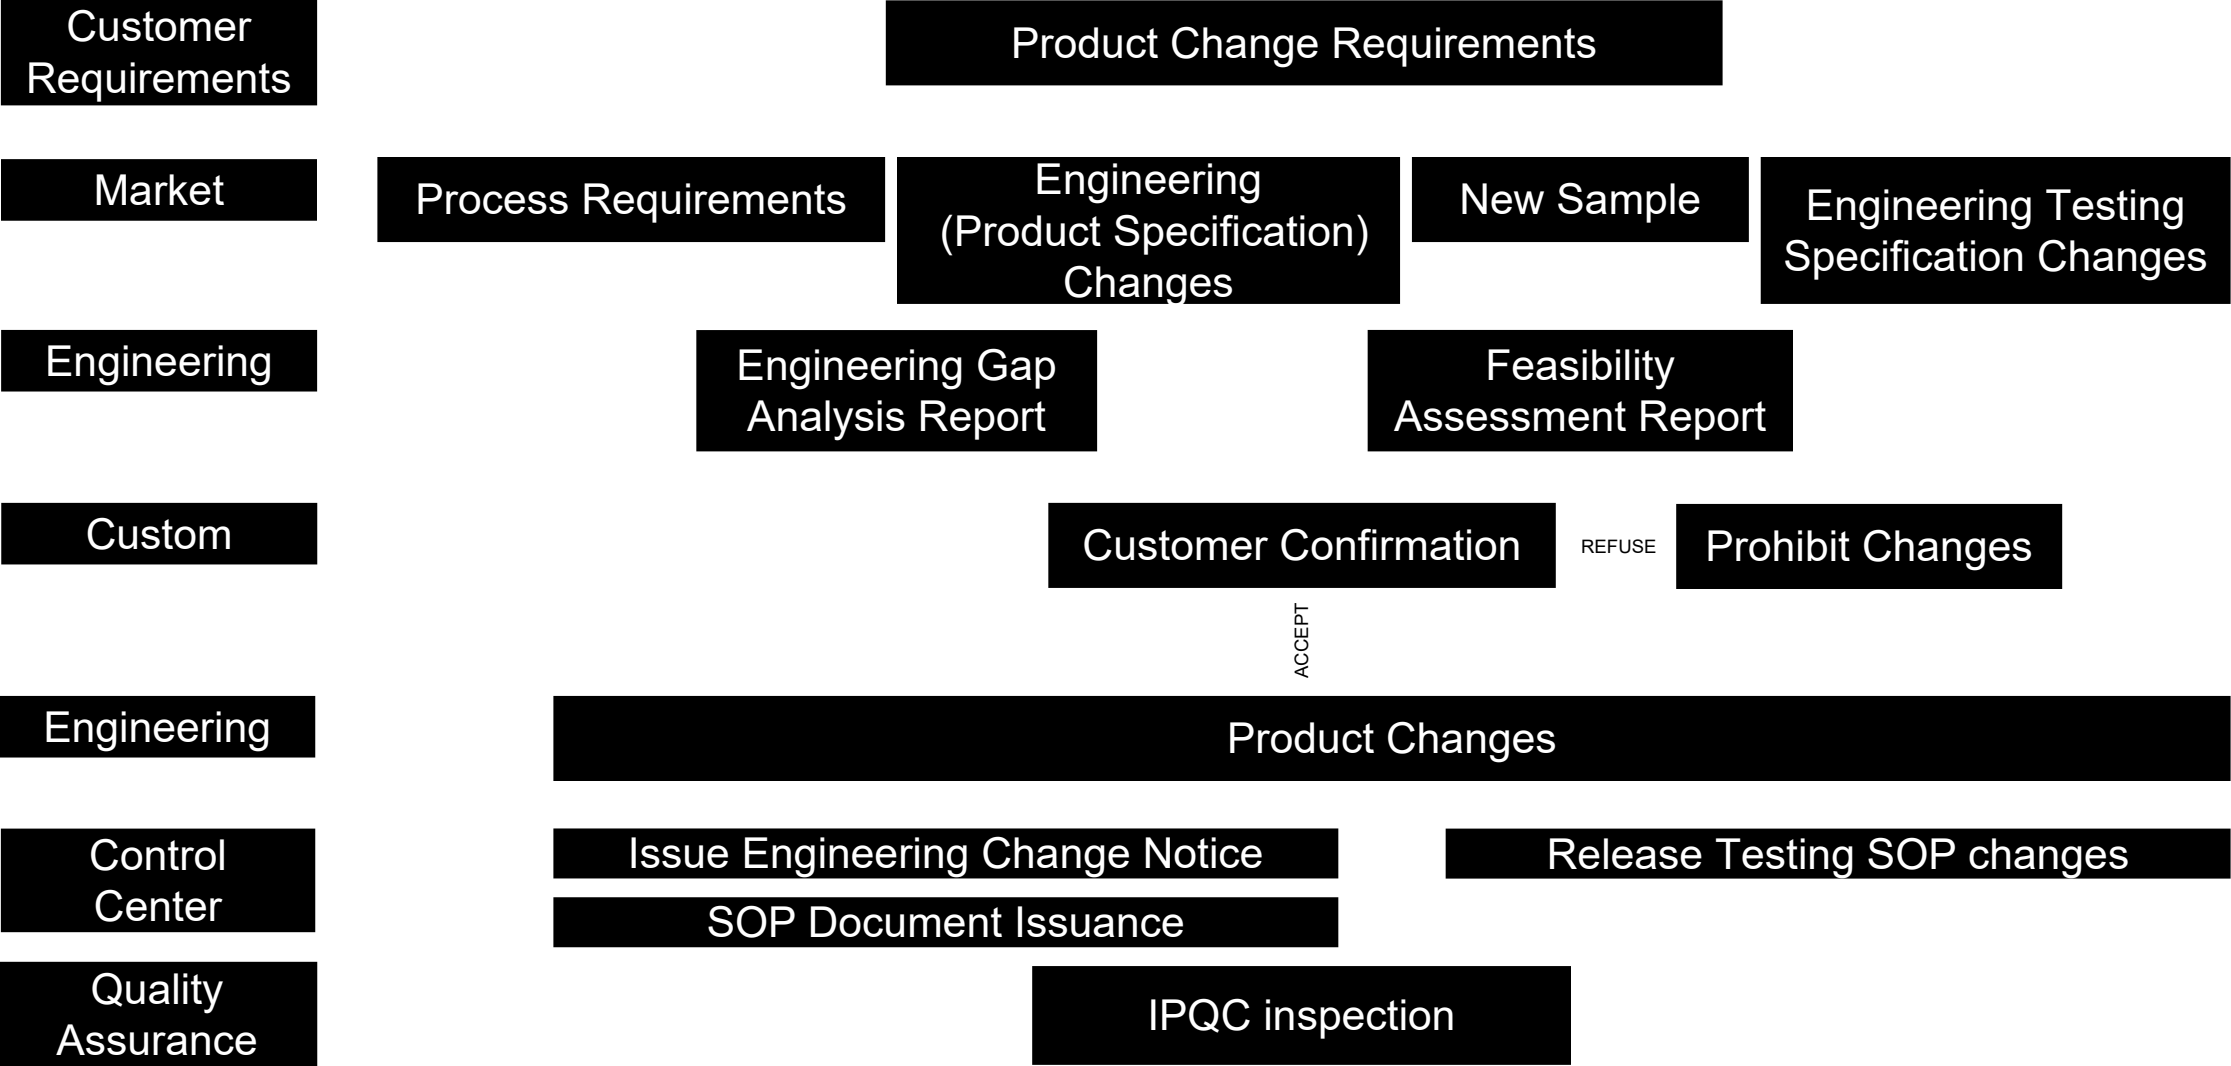 Customer
Requirements
Product Change Requirements
Market
Process Requirements
Engineering
(Product Specification)
Changes
New Sample
Engineering Testing
Specification Changes
Engineering
Engineering Gap
Analysis Report
Feasibility
Assessment Report
Custom
Customer Confirmation
REFUSE
Prohibit Changes
ACCEPT
Engineering
Product Changes
Control
Center
Issue Engineering Change Notice
Release Testing SOP changes
SOP Document Issuance
Quality
Assurance
IPQC inspection